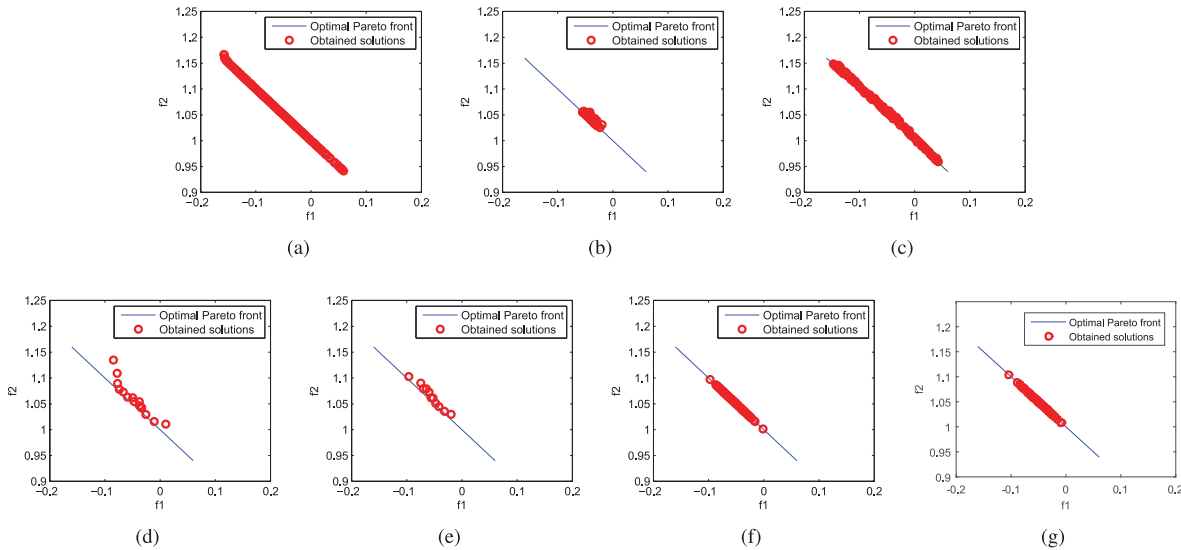 1.25
1.2
1.15
1.1
1.05
1
0.95
0.9
f2
Optimal Pareto front
Obtained solutions
-0.2
-0.1
0
0.1
0.2
f1
(a)
1.25
1.2
1.15
1.1
1.05
1
0.95
0.9
f2
Optimal Pareto front
Obtained solutions
-0.2
-0.1
0
0.1
0.2
f1
(b)
1.25
1.2
1.15
1.1
1.05
1
0.95
0.9
f2
Optimal Pareto front
Obtained solutions
-0.2
-0.1
0
0.1
0.2
f1
(c)
1.25
1.2
1.15
1.1
1.05
1
0.95
0.9
f2
Optimal Pareto front
Obtained solutions
-0.2
-0.1
0
0.1
0.2
f1
(d)
1.25
1.2
1.15
1.1
1.05
1
0.95
0.9
f2
Optimal Pareto front
Obtained solutions
-0.2
-0.1
0
0.1
0.2
f1
(e)
1.25
1.2
1.15
1.1
1.05
1
0.95
0.9
f2
Optimal Pareto front
Obtained solutions
-0.2
-0.1
0
0.1
0.2
f1
(f)
1.25
1.2
1.15
1.1
1.05
1
0.95
0.9
f2
Optimal Pareto front
Obtained solutions
-0.2
-0.1
0
0.1
0.2
f1
(g)